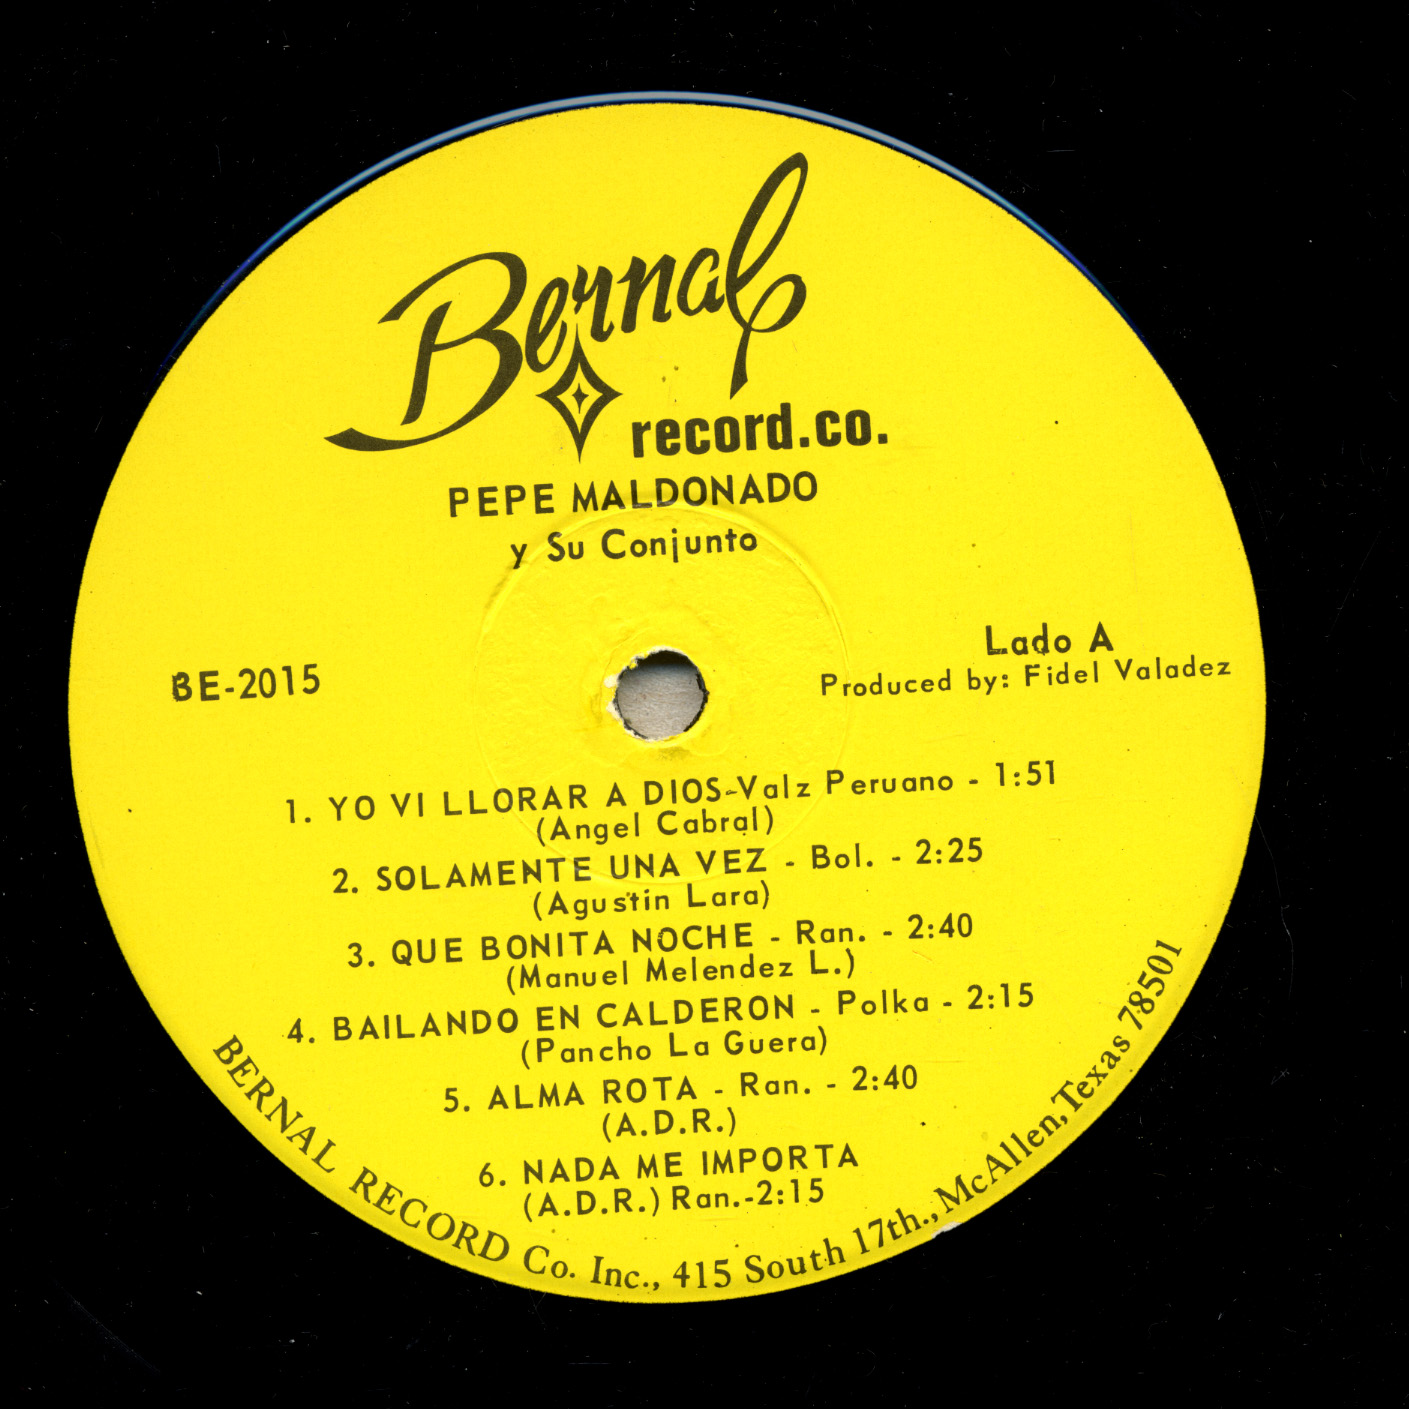 Bernal
record.co.
PEPE MALDONADO
y Su Conjunto
BE-2015
Lado A
Produced by: Fidel Valadez
1. YO VI LLORAR A DIOS-Valz Peruano - 1:51
(Angel Cabral)
2. SOLAMENTE UNA VEZ - Bol. - 2:25
(Agustin Lara)
3. QUE BONITA NOCHE - Ran. - 2:40
(Manuel Melendez L.)
4. BAILANDO EN CALDERON - Polka - 2:15
(Pancho La Guera)
5. ALMA ROTA - Ran. - 2:40
(A.D.R.)
6. NADA ME IMPORTA
(A.D.R.) Ran.-2:15
BERNAL RECORD Co. Inc., 415 South 17th., McAllen, Texas 78501